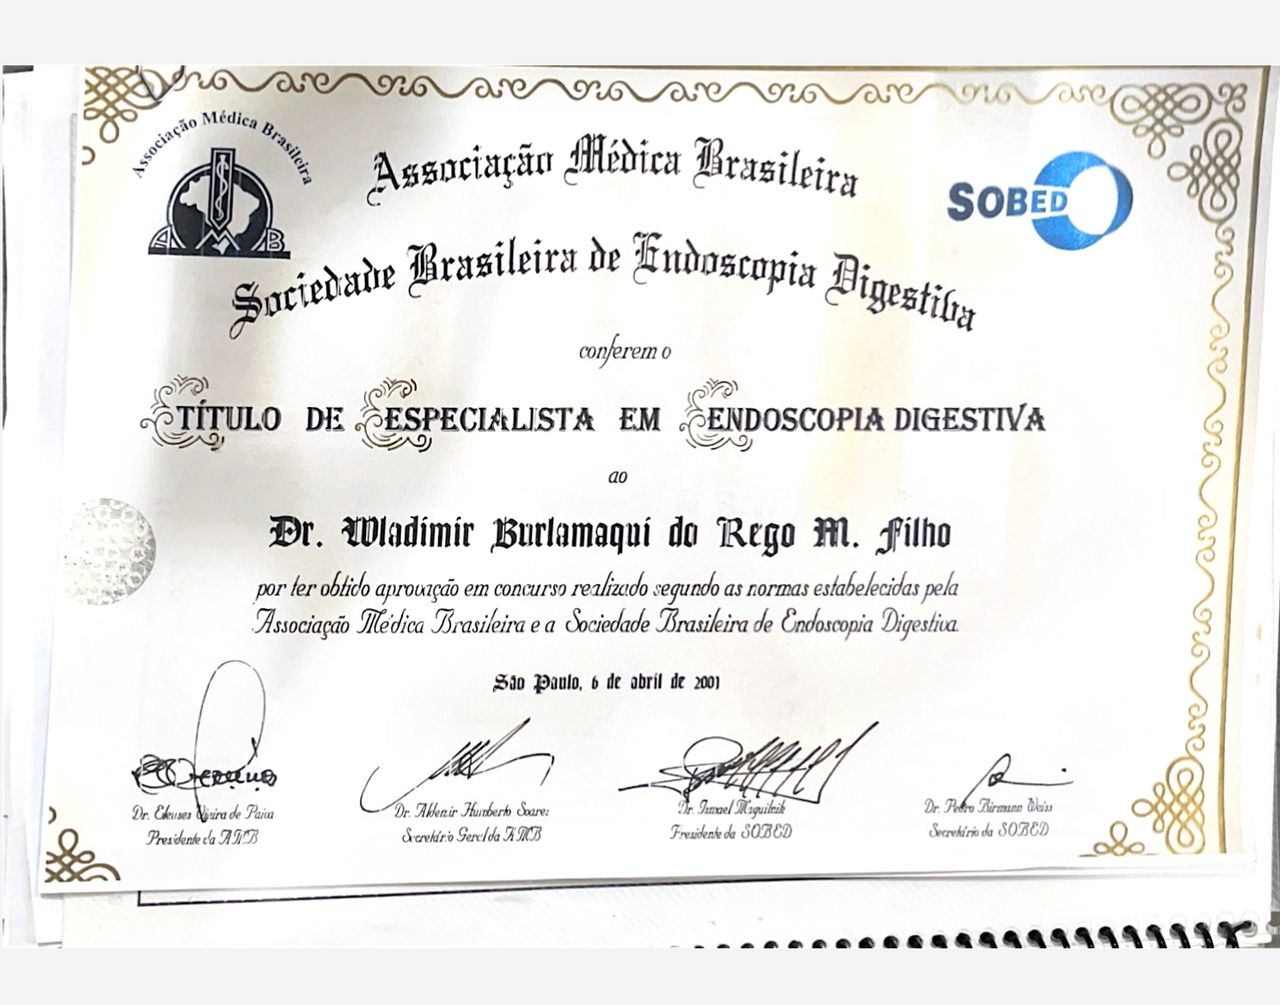 Associação Médica Brasileira
A B
Associação Médica Brasileira
SOBED
Sociedade Brasileira de Endoscopia Digestiva
conferem o
TÍTULO DE ESPECIALISTA EM ENDOSCOPIA DIGESTIVA
ao
Dr. Wladimir Burlamaqui do Rego M. Filho
por ter obtido aprovação em concurso realizado segundo as normas estabelecidas pela
Associação Médica Brasileira e a Sociedade Brasileira de Endoscopia Digestiva.
São Paulo, 6 de abril de 2001
Dr. Eleuses Vieira de Paiva
Presidente da AMB
Dr. Aldemir Humberto Soares
Secretário Geral da AMB
Dr. Ismael Maguilnik
Presidente da SOBED
Dr. Pedro Birmann Weiss
Secretário da SOBED